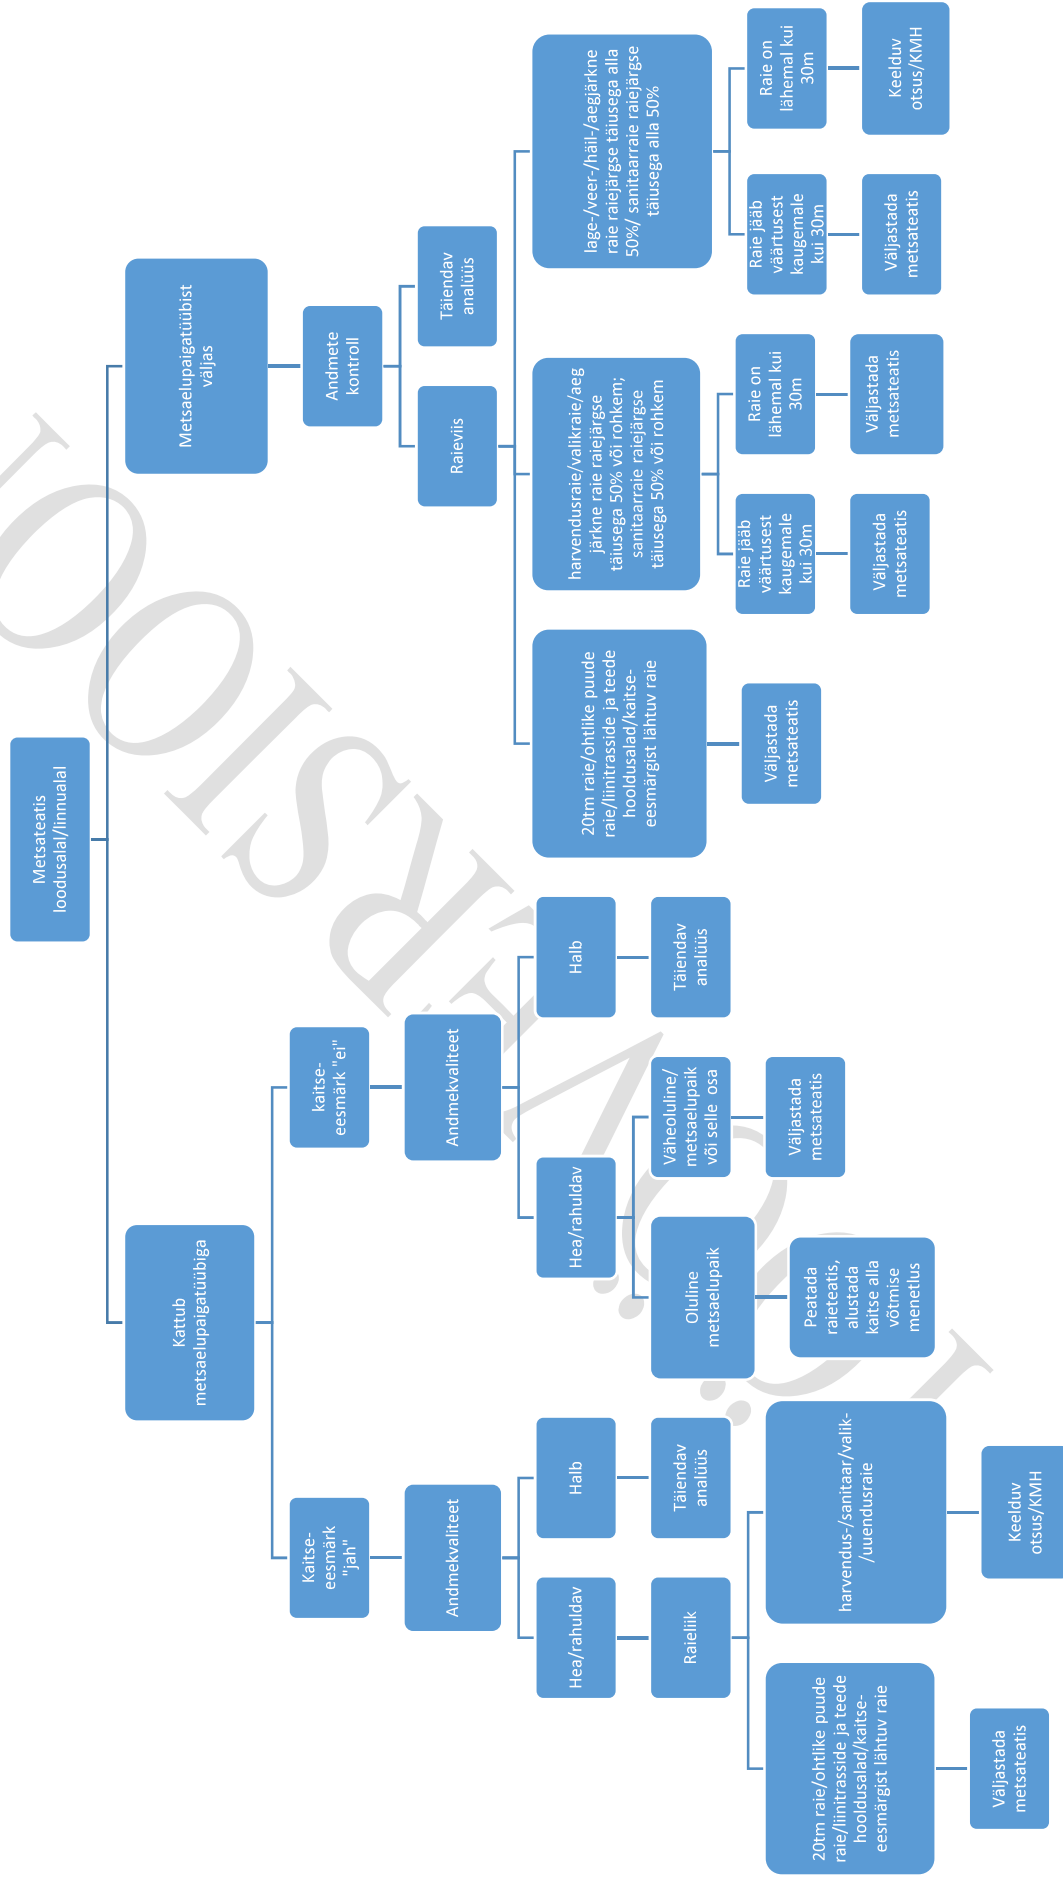 Metsateatis
loodusalal/linnualal
Kattub
metsaelupaigatüübiga
Kaitse-
eesmärk
"jah"
Andmekvaliteet
Hea/rahuldav
Raieliik
20tm raie/ohtlike puude
raie/liinitrasside ja teede
hooldusalad/kaitse-
eesmärgist lähtuv raie
Väljastada
metsateatis
harvendus-/sanitaar/valik-
/uuendusraie
Keelduv
otsus/KMH
Halb
Täiendav
analüüs
kaitse-
eesmärk "ei"
Andmekvaliteet
Hea/rahuldav
Oluline
metsaelupaik
Peatada
raieteatis,
alustada
kaitse alla
võtmise
menetlus
Väheoluline/
metsaelupaik
või selle osa
Väljastada
metsateatis
Halb
Täiendav
analüüs
Metsaelupaigatüübist
väljas
Andmete
kontroll
Raieviis
20tm raie/ohtlike puude
raie/liinitrasside ja teede
hooldusalad/kaitse-
eesmärgist lähtuv raie
Väljastada
metsateatis
harvendusraie/valikraie/aeg
järkne raie raiejärgse
täiusega 50% või rohkem;
sanitaarraie raiejärgse
täiusega 50% või rohkem
Raie jääb
väärtusest
kaugemale
kui 30m
Väljastada
metsateatis
Raie on
lähemal kui
30m
Väljastada
metsateatis
lage-/veer-/häil-/aegjärkne
raie raiejärgse täiusega alla
50%/ sanitaarraie raiejärgse
täiusega alla 50%
Raie jääb
väärtusest
kaugemale
kui 30m
Väljastada
metsateatis
Raie on
lähemal kui
30m
Keelduv
otsus/KMH
Täiendav
analüüs
TÖÖVERSIOON